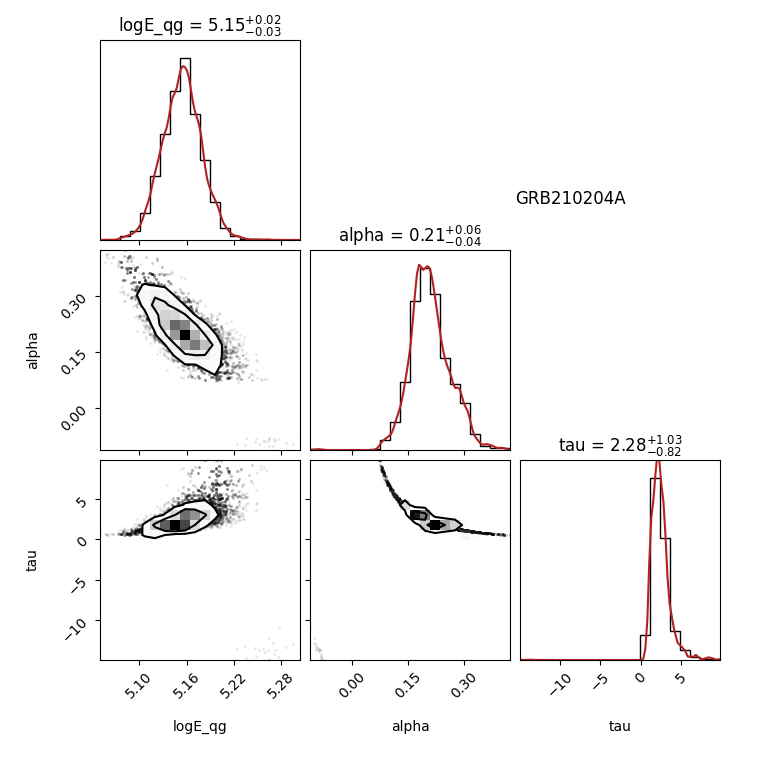 logE_qg = 5.15+0.02 −0.03
GRB210204A
alpha = 0.21+0.06 −0.04
0.30
0.15
0.00
alpha
tau = 2.28+1.03 −0.82
5
0
−5
−10
tau
5.10 5.16 5.22 5.28
0.00 0.15 0.30
−10 −5 0 5
logE_qg alpha tau